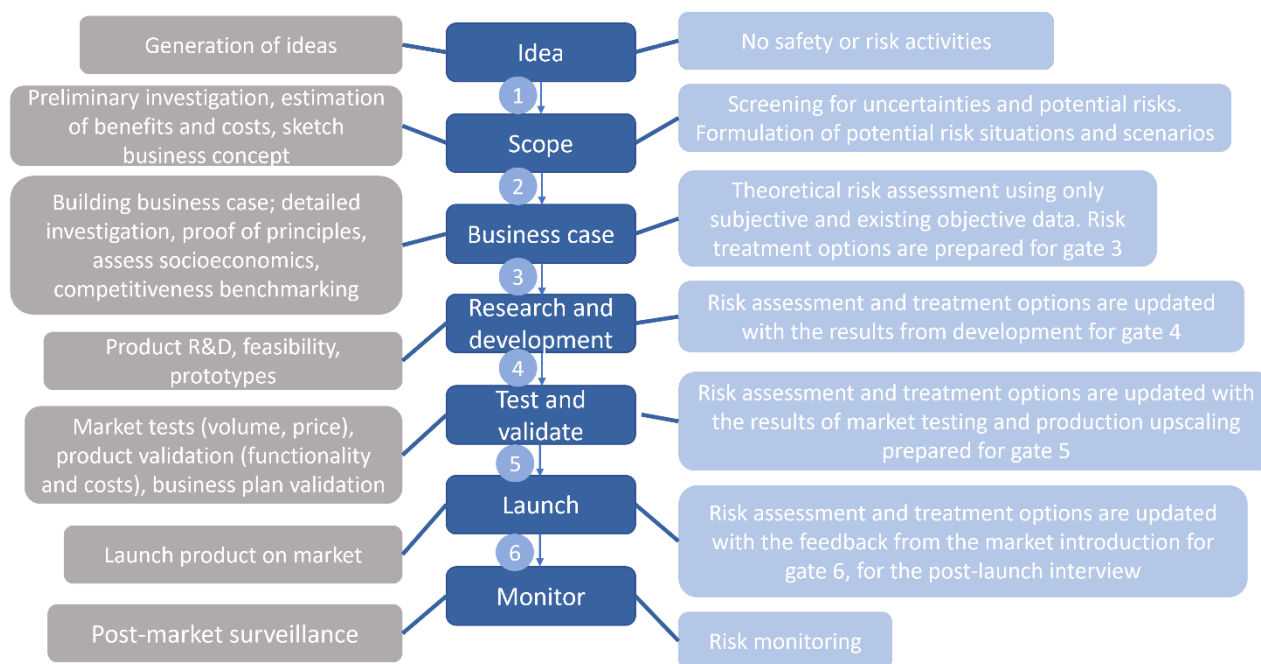 Generation of ideas
Idea
No safety or risk activities
1
Preliminary investigation, estimation
of benefits and costs, sketch
business concept
Scope
Screening for uncertainties and potential risks.
Formulation of potential risk situations and scenarios
2
Building business case; detailed
investigation, proof of principles,
assess socioeconomics,
competitiveness benchmarking
Business case
Theoretical risk assessment using only
subjective and existing objective data. Risk
treatment options are prepared for gate 3
3
Product R&D, feasibility,
prototypes
Research and
development
Risk assessment and treatment options are updated
with the results from development for gate 4
4
Market tests (volume, price),
product validation (functionality
and costs), business plan validation
Test and
validate
Risk assessment and treatment options are updated with
the results of market testing and production upscaling
prepared for gate 5
5
Launch product on market
Launch
Risk assessment and treatment options are updated
with the feedback from the market introduction for
gate 6, for the post-launch interview
6
Post-market surveillance
Monitor
Risk monitoring